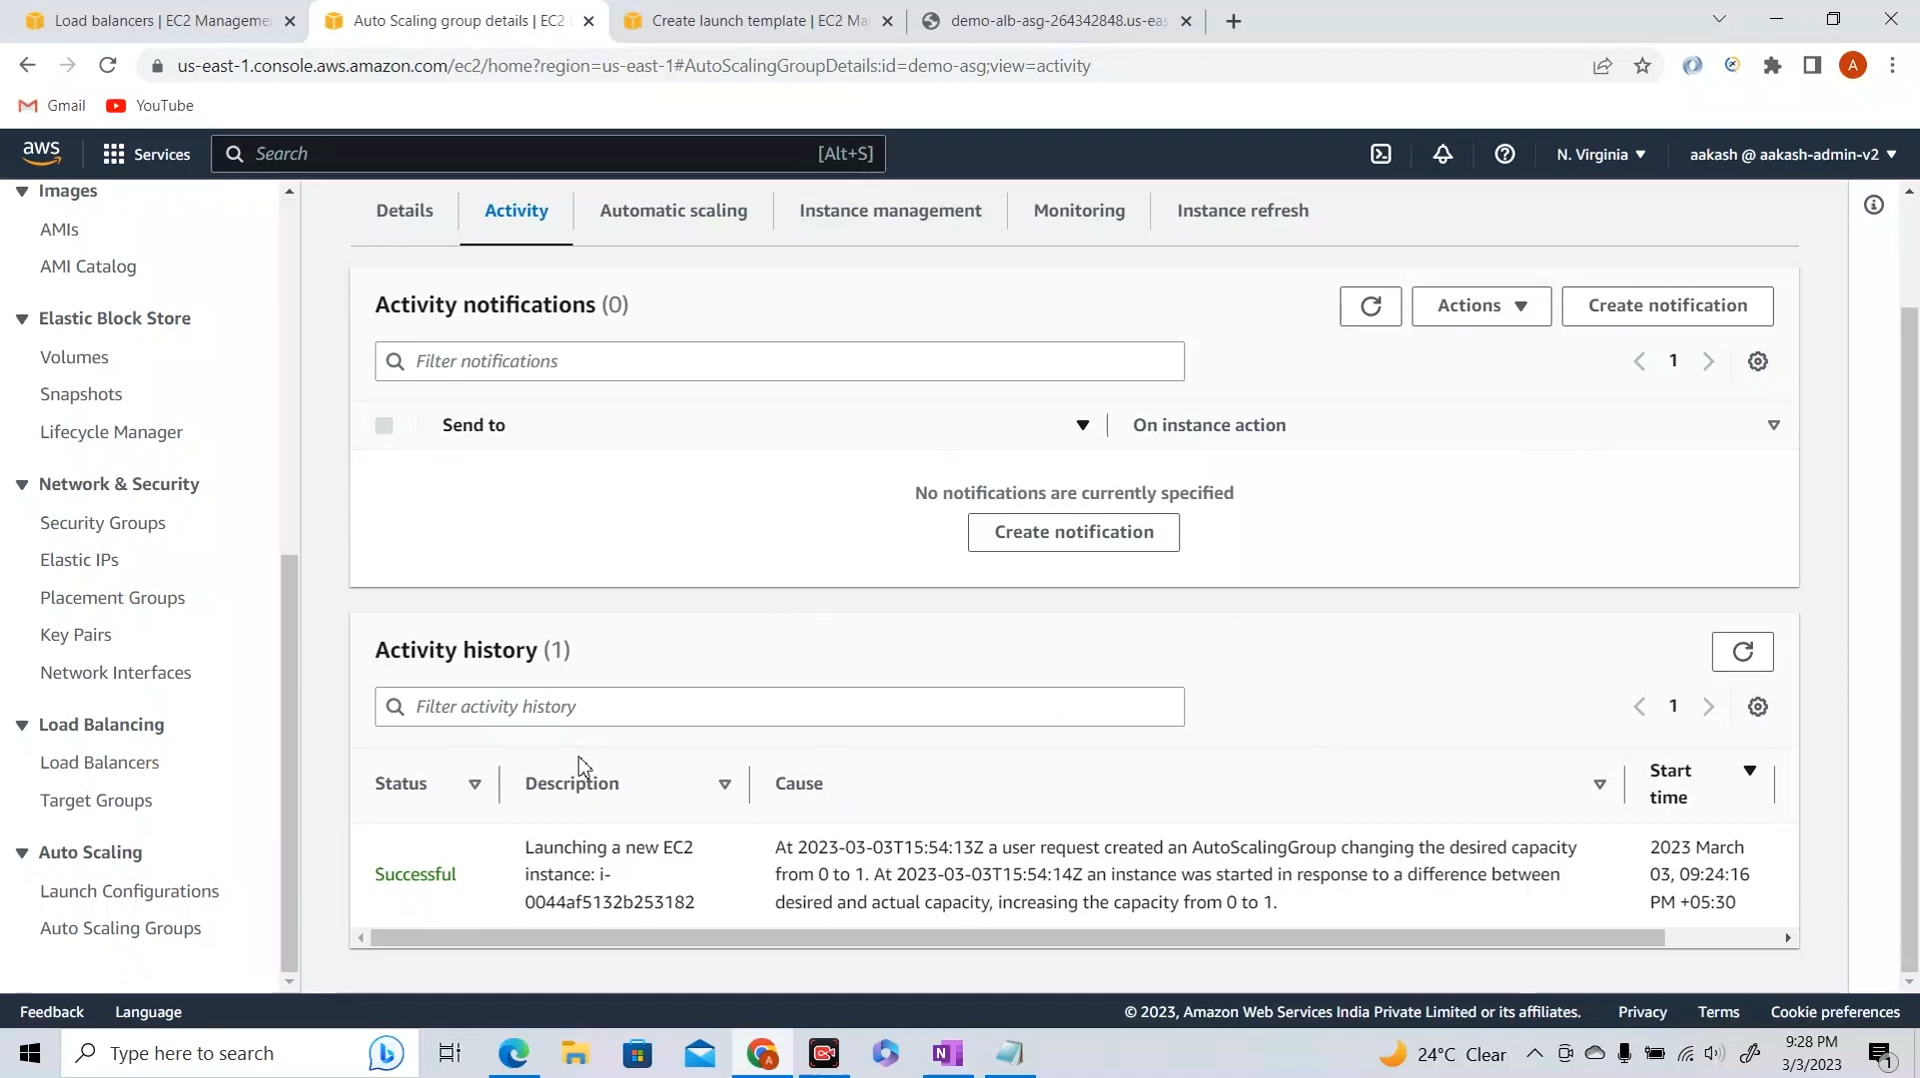 Load balancers | EC2 Manageme
Auto Scaling group details | EC2
Create launch template | EC2 Ma
demo-alb-asg-264342848.us-eas
us-east-1.console.aws.amazon.com/ec2/home?region=us-east-1#AutoScalingGroupDetails:id=demo-asg;view=activity
A
Gmail
YouTube
aws
Services
Search
[Alt+S]
N. Virginia
aakash @ aakash-admin-v2
Images
AMIs
AMI Catalog
Elastic Block Store
Volumes
Snapshots
Lifecycle Manager
Network & Security
Security Groups
Elastic IPs
Placement Groups
Key Pairs
Network Interfaces
Load Balancing
Load Balancers
Target Groups
Auto Scaling
Launch Configurations
Auto Scaling Groups
Details
Activity
Automatic scaling
Instance management
Monitoring
Instance refresh
Activity notifications (0)
Actions
Create notification
Filter notifications
1
Send to
On instance action
No notifications are currently specified
Create notification
Activity history (1)
Filter activity history
1
Status
Description
Cause
Start
time
Successful
Launching a new EC2
instance: i-
0044af5132b253182
At 2023-03-03T15:54:13Z a user request created an AutoScalingGroup changing the desired capacity
from 0 to 1. At 2023-03-03T15:54:14Z an instance was started in response to a difference between
desired and actual capacity, increasing the capacity from 0 to 1.
2023 March
03, 09:24:16
PM +05:30
Feedback
Language
© 2023, Amazon Web Services India Private Limited or its affiliates.
Privacy
Terms
Cookie preferences
Type here to search
24°C Clear
9:28 PM
3/3/2023
1